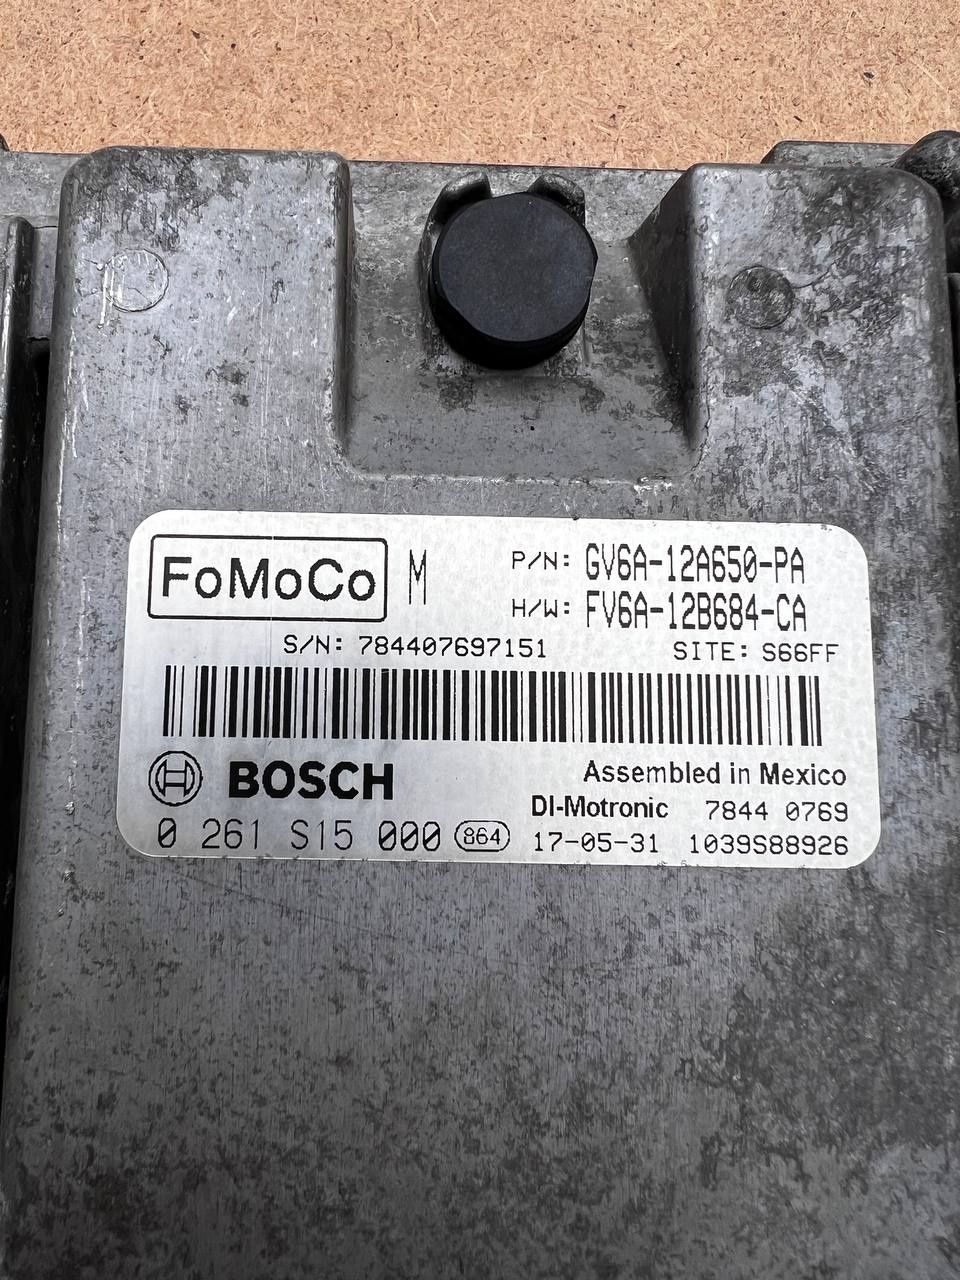 FoMoCo M P/N: GV6A-12A650-PA
H/W: FV6A-12B684-CA
S/N: 784407697151 SITE: S66FF
BOSCH Assembled in Mexico
DI-Motronic 7844 0769
0 261 S15 000 864 17-05-31 1039S88926